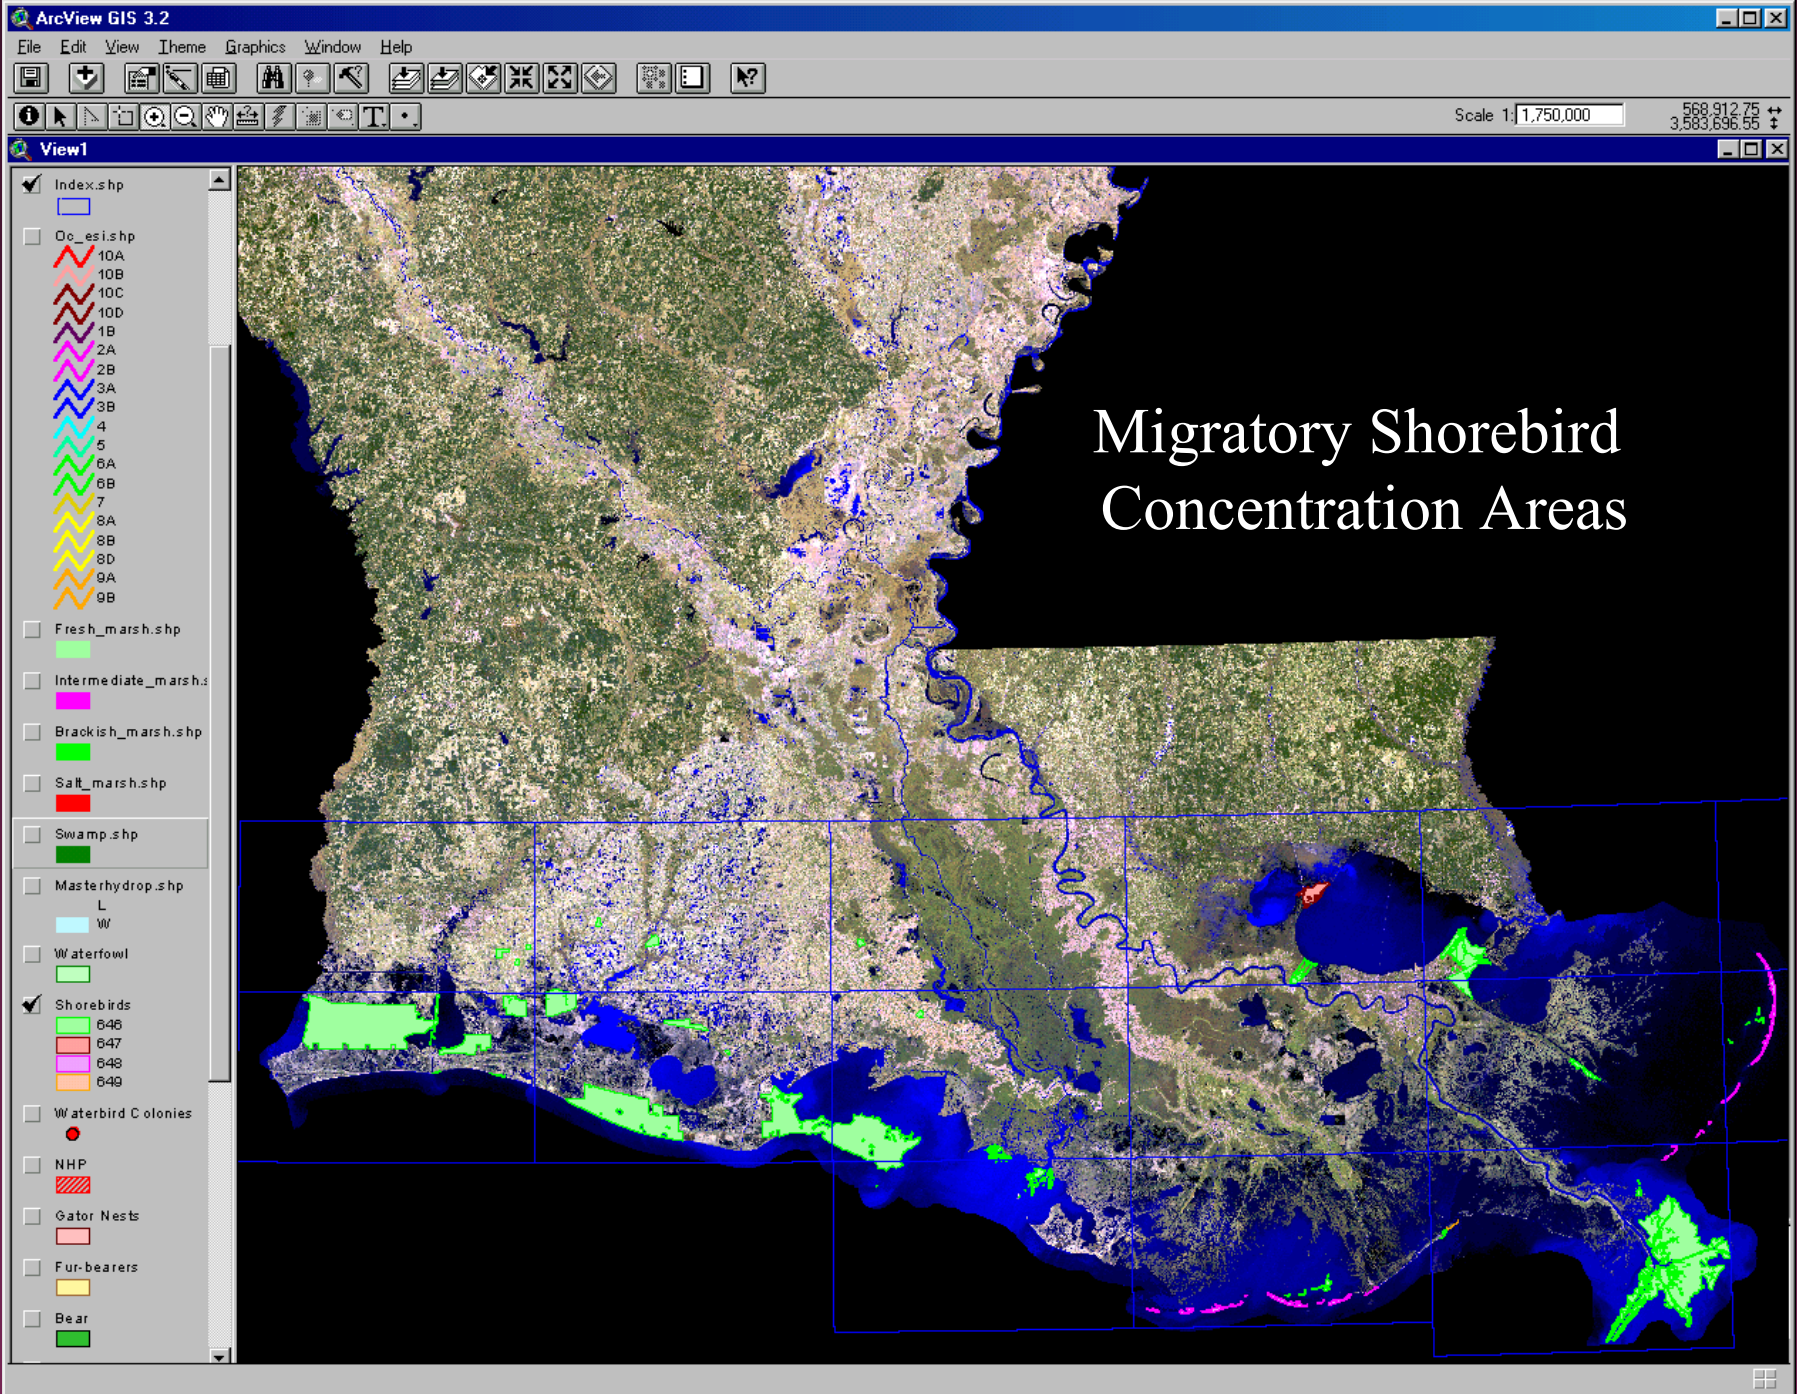 ArcView GIS 3.2
File Edit View Theme Graphics Window Help
Scale 1: 1,750,000
568,912.75
3,583,696.55
View1
Index.shp
Oc_esi.shp
10A
10B
10C
10D
1B
2A
2B
3A
3B
4
5
6A
6B
7
8A
8B
8D
9A
9B
Fresh_marsh.shp
Intermediate_marsh.s
Brackish_marsh.shp
Salt_marsh.shp
Swamp.shp
Masterhydrop.shp
L
W
Waterfowl
Shorebirds
646
647
648
649
Waterbird Colonies
NHP
Gator Nests
Fur-bearers
Bear
Migratory Shorebird
Concentration Areas